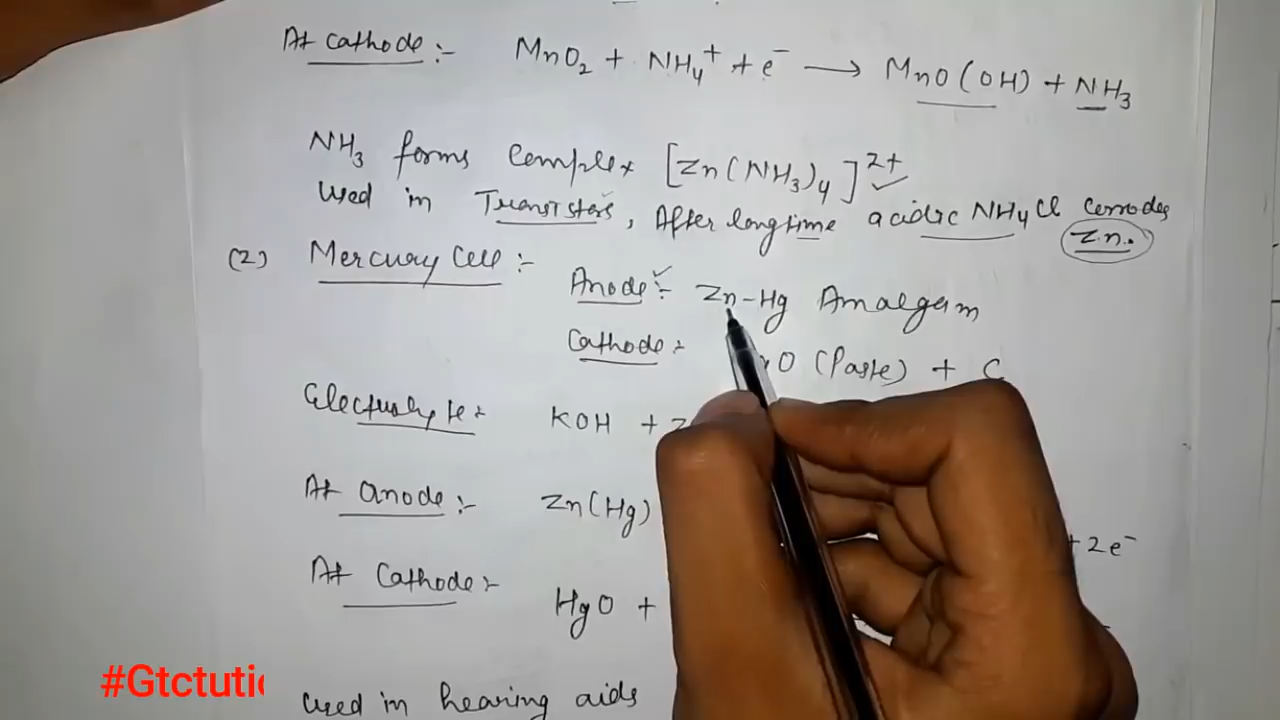 At cathode :- MnO₂ + NH₄⁺ + e⁻ → MnO(OH) + NH₃
NH₃ forms complex [Zn(NH₃)₄]²⁺
used in Transistors, After long time acidic NH₄Cl corrodes
Zn.
(2) Mercury Cell :-
Anode :- Zn-Hg Amalgam
Cathode :- O (Paste) + C
Electrolyte :- KOH + Z
At anode :- Zn(Hg) + 2e⁻
At Cathode :- HgO +
used in hearing aids
#Gtctutic